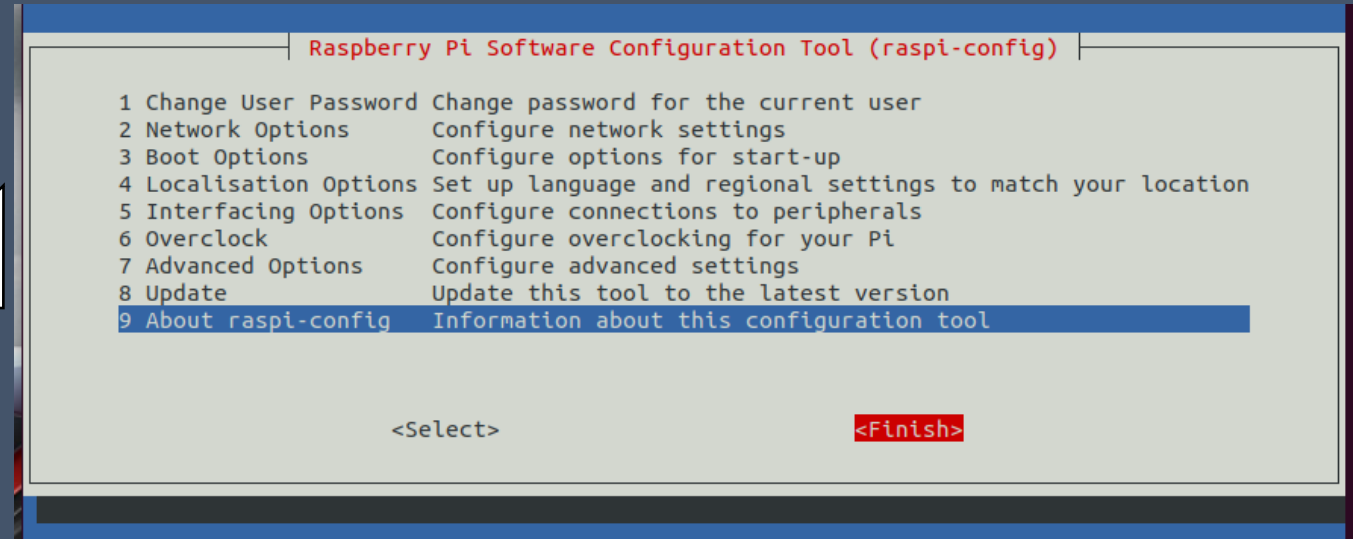 Raspberry Pi Software Configuration Tool (raspi-config)
1 Change User Password Change password for the current user
2 Network Options Configure network settings
3 Boot Options Configure options for start-up
4 Localisation Options Set up language and regional settings to match your location
5 Interfacing Options Configure connections to peripherals
6 Overclock Configure overclocking for your Pi
7 Advanced Options Configure advanced settings
8 Update Update this tool to the latest version
9 About raspi-config Information about this configuration tool
<Select> <Finish>